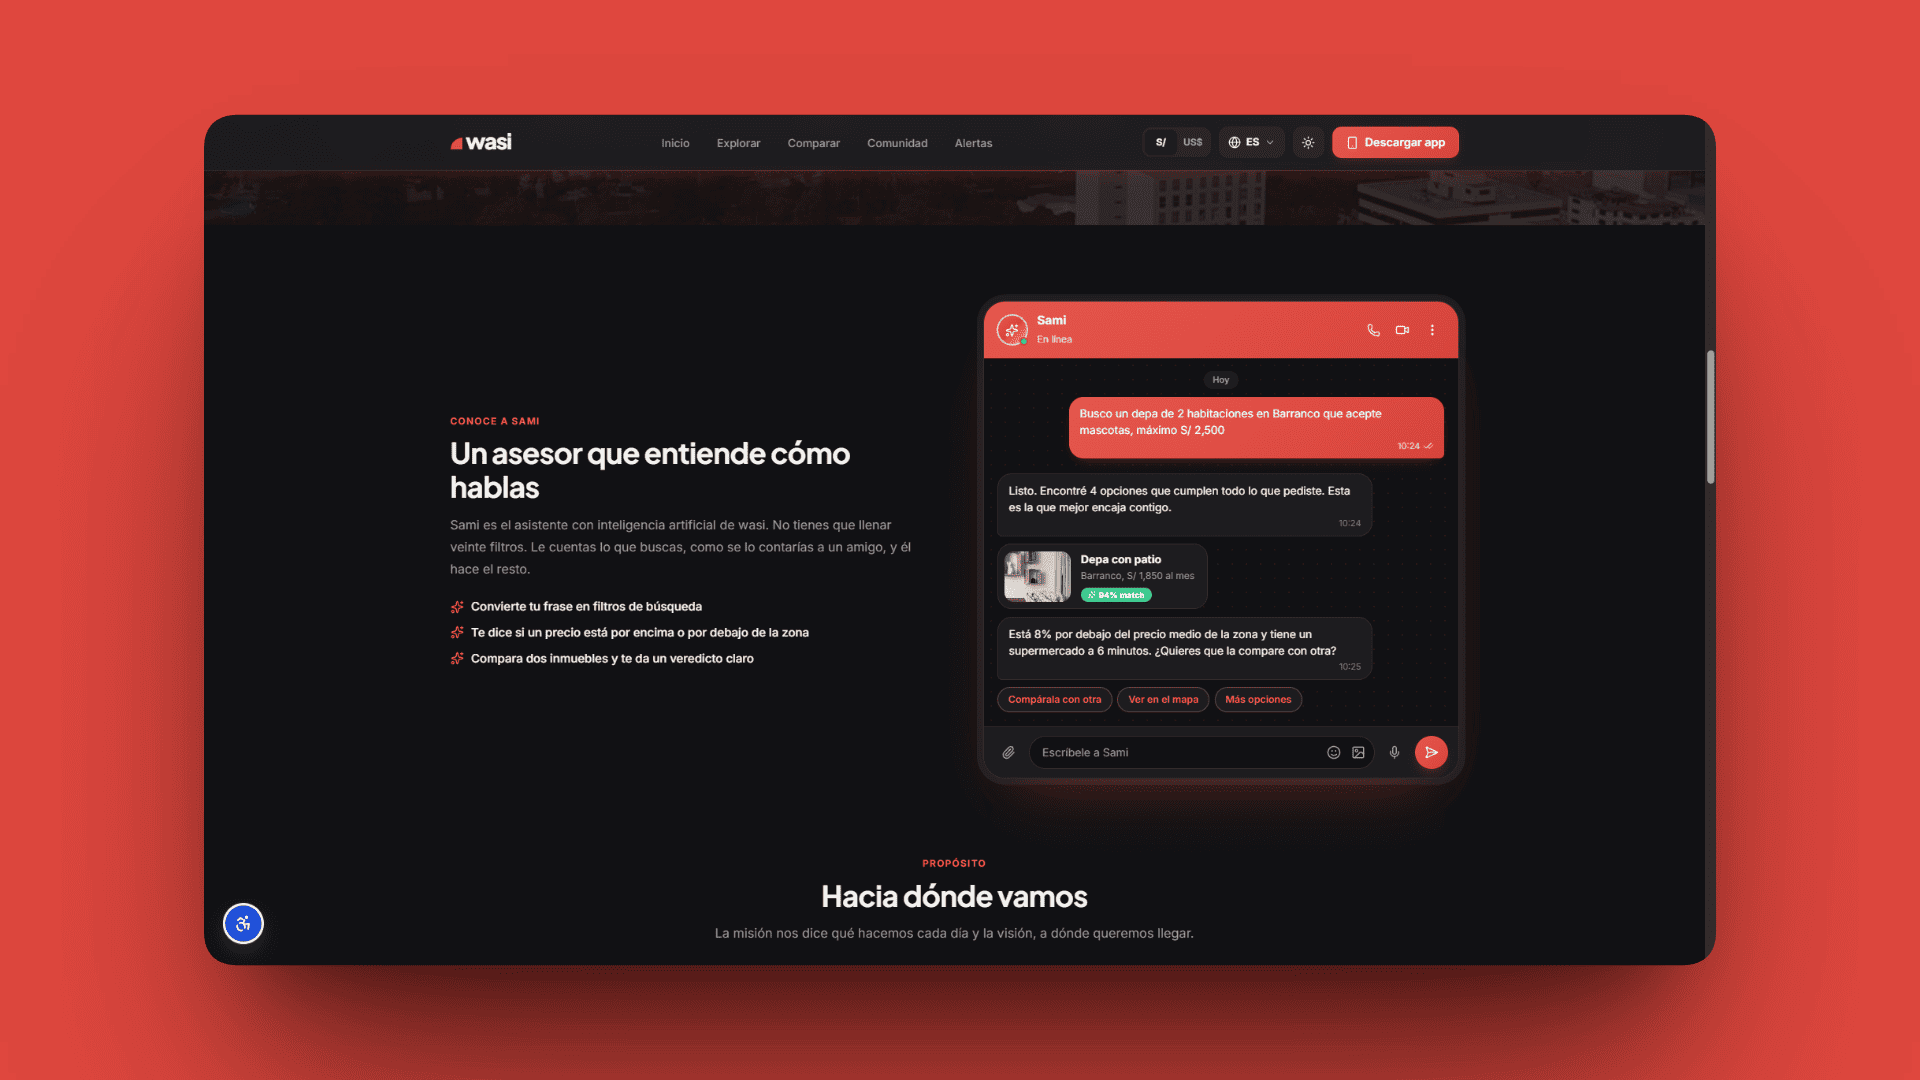 wasi
Inicio
Explorar
Comparar
Comunidad
Alertas
S/
US$
ES
Descargar app
CONOCE A SAMI
Un asesor que entiende cómo
hablas
Sami es el asistente con inteligencia artificial de wasi. No tienes que llenar
veinte filtros. Le cuentas lo que buscas, como se lo contarías a un amigo, y él
hace el resto.
Convierte tu frase en filtros de búsqueda
Te dice si un precio está por encima o por debajo de la zona
Compara dos inmuebles y te da un veredicto claro
Sami
En línea
Hoy
Busco un depa de 2 habitaciones en Barranco que acepte
mascotas, máximo S/ 2,500
10:24
Listo. Encontré 4 opciones que cumplen todo lo que pediste. Esta
es la que mejor encaja contigo.
10:24
Depa con patio
Barranco, S/ 1,850 al mes
94% match
Está 8% por debajo del precio medio de la zona y tiene un
supermercado a 6 minutos. ¿Quieres que la compare con otra?
10:25
Compárala con otra
Ver en el mapa
Más opciones
Escríbele a Sami
PROPÓSITO
Hacia dónde vamos
La misión nos dice qué hacemos cada día y la visión, a dónde queremos llegar.